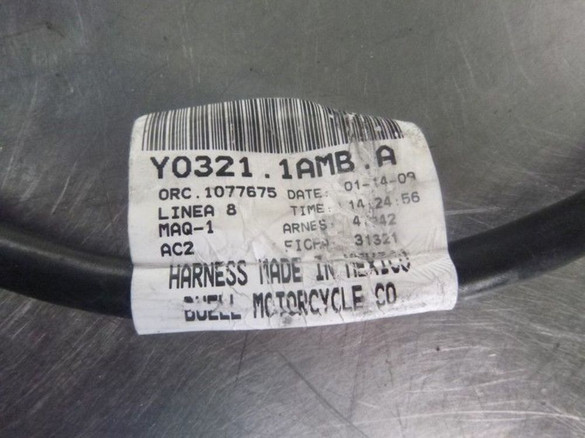 Y0321.1AMB.A
ORC.1077675 DATE: 01-14-09
LINEA 8 TIME: 14:24:56
MAQ-1 ARNES:
AC2 FICHA: 31321
HARNESS MADE IN MEXICO
BUELL MOTORCYCLE CO